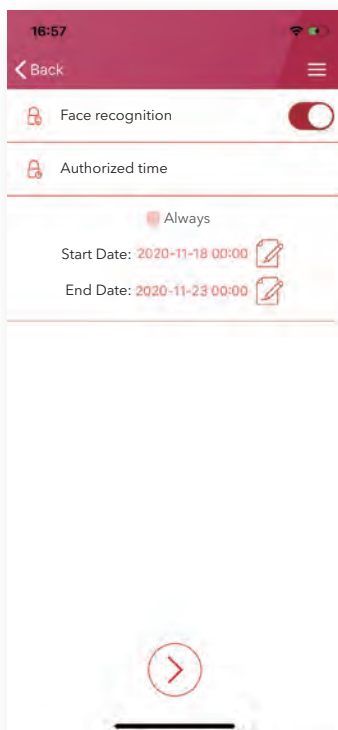 16:57
Back
Face recognition
Authorized time
Always
Start Date: 2020-11-18 00:00
End Date: 2020-11-23 00:00